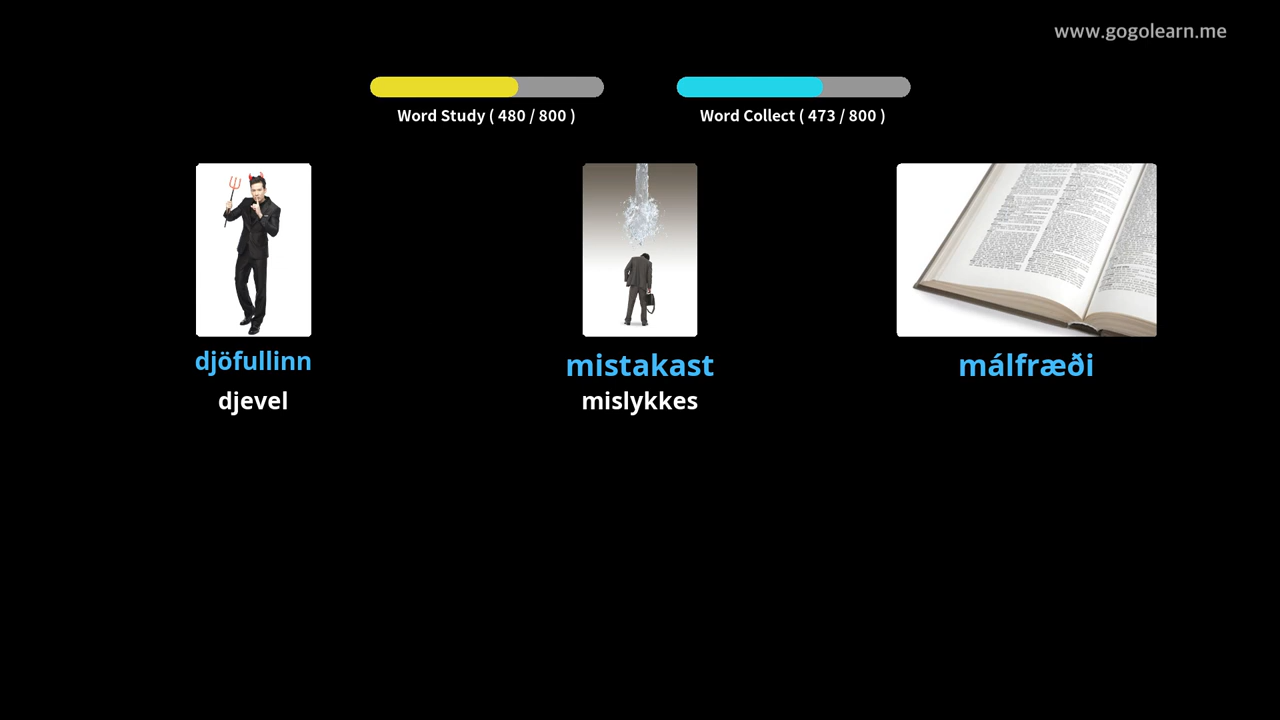 www.gogolearn.me
Word Study ( 480 / 800 )
Word Collect ( 473 / 800 )
djöfullinn
djevel
mistakast
mislykkes
málfræði